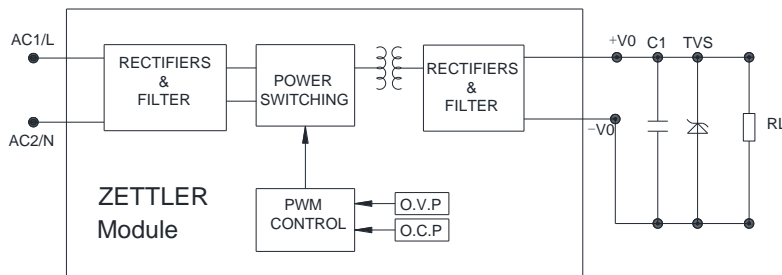 AC1/L
AC2/N
RECTIFIERS
&
FILTER
POWER
SWITCHING
RECTIFIERS
&
FILTER
+V0
C1
TVS
−V0
RL
ZETTLER
Module
PWM
CONTROL
O.V.P
O.C.P